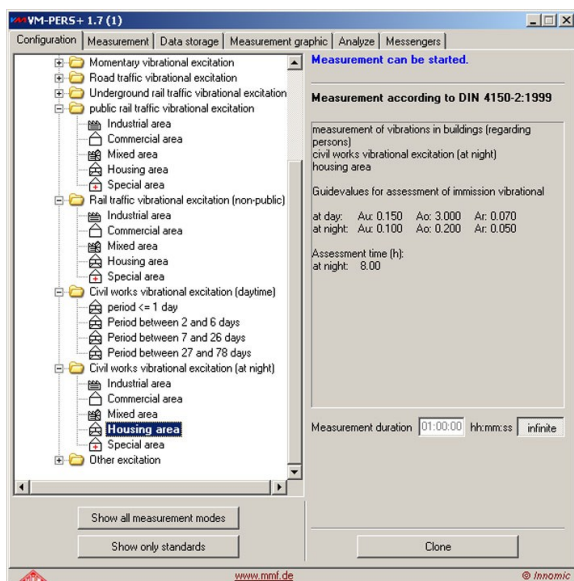 VM-PERS+ 1.7 (1)
Configuration Measurement Data storage Measurement graphic Analyze Messengers
Momentary vibrational excitation
Road traffic vibrational excitation
Underground rail traffic vibrational excitation
public rail traffic vibrational excitation
Industrial area
Commercial area
Mixed area
Housing area
Special area
Rail traffic vibrational excitation (non-public)
Industrial area
Commercial area
Mixed area
Housing area
Special area
Civil works vibrational excitation (daytime)
period <= 1 day
Period between 2 and 6 days
Period between 7 and 26 days
Period between 27 and 78 days
Civil works vibrational excitation (at night)
Industrial area
Commercial area
Mixed area
Housing area
Special area
Other excitation
Show all measurement modes
Show only standards
Measurement can be started.
Measurement according to DIN 4150-2:1999
measurement of vibrations in buildings (regarding
persons)
civil works vibrational excitation (at night)
housing area
Guidevalues for assessment of immission vibrational
at day: Au: 0.150 Ao: 3.000 Ar: 0.070
at night: Au: 0.100 Ao: 0.200 Ar: 0.050
Assessment time (h):
at night: 8.00
Measurement duration 01:00:00 hh:mm:ss infinite
Clone
www.mmf.de
© Innomic